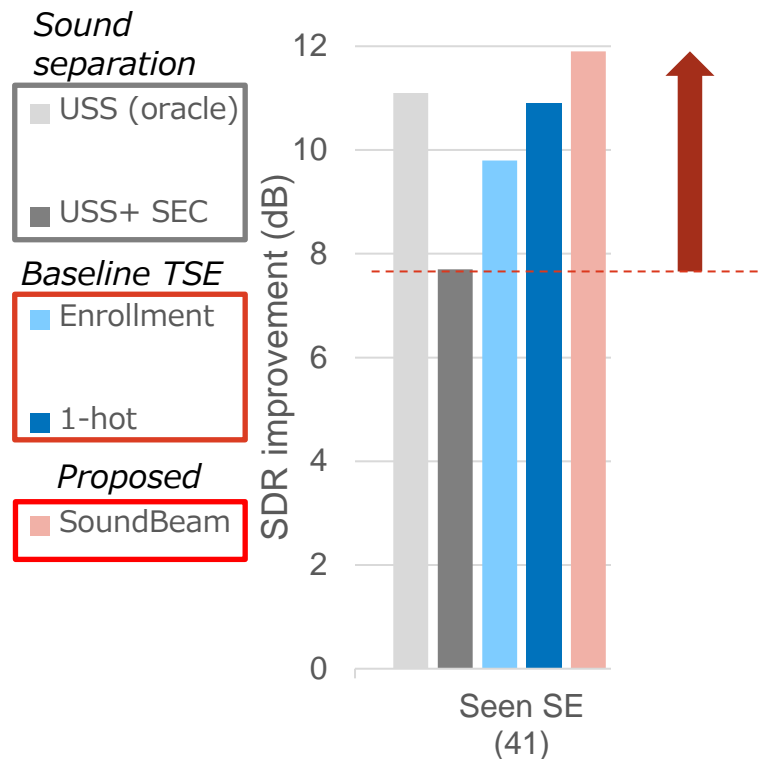 Sound
separation
USS (oracle)
USS+ SEC
Baseline TSE
Enrollment
1-hot
Proposed
SoundBeam
SDR improvement (dB)
12
10
8
6
4
2
0
Seen SE
(41)